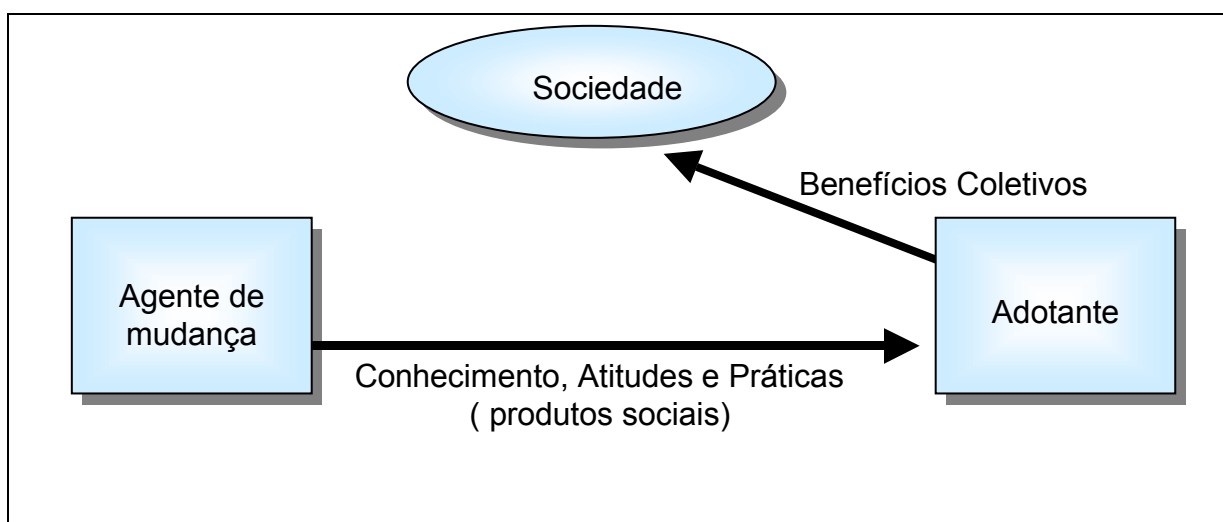 Sociedade
Benefícios Coletivos
Agente de
mudança
Adotante
Conhecimento, Atitudes e Práticas
( produtos sociais)